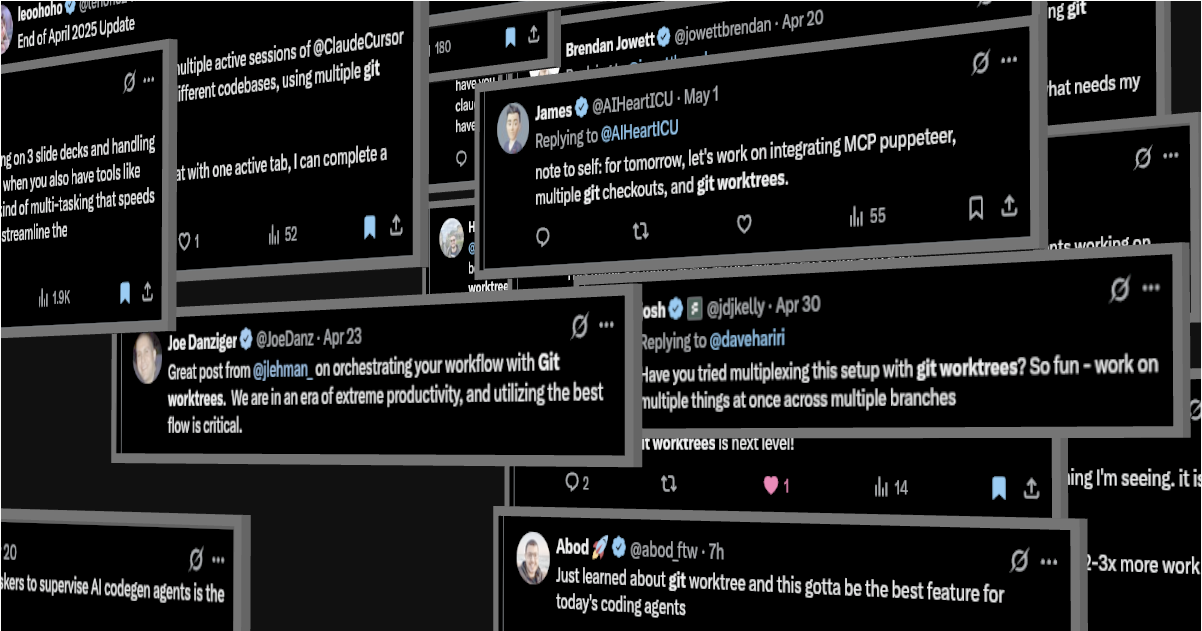 leoohoho
End of April 2025 Update
ng on 3 slide decks and handling
when you also have tools like
kind of multi-tasking that speeds
streamline the
1.9K
multiple active sessions of @ClaudeCursor
different codebases, using multiple git
at with one active tab, I can complete a
1
52
180
have you
have
Brendan Jowett @jowettbrendan · Apr 20
ng git
what needs my
James @AIHeartICU · May 1
Replying to @AIHeartICU
note to self: for tomorrow, let's work on integrating MCP puppeteer,
multiple git checkouts, and git worktrees.
55
worktree
nts working on
Joe Danziger @JoeDanz · Apr 23
Great post from @jlehman_ on orchestrating your workflow with Git
worktrees. We are in an era of extreme productivity, and utilizing the best
flow is critical.
osh @jdjkelly · Apr 30
Replying to @davehariri
Have you tried multiplexing this setup with git worktrees? So fun - work on
multiple things at once across multiple branches
git worktrees is next level!
2
1
14
ning I'm seeing. it is
2-3x more work
20
skers to supervise AI codegen agents is the
Abod 🚀 @abod_ftw · 7h
Just learned about git worktree and this gotta be the best feature for
today's coding agents